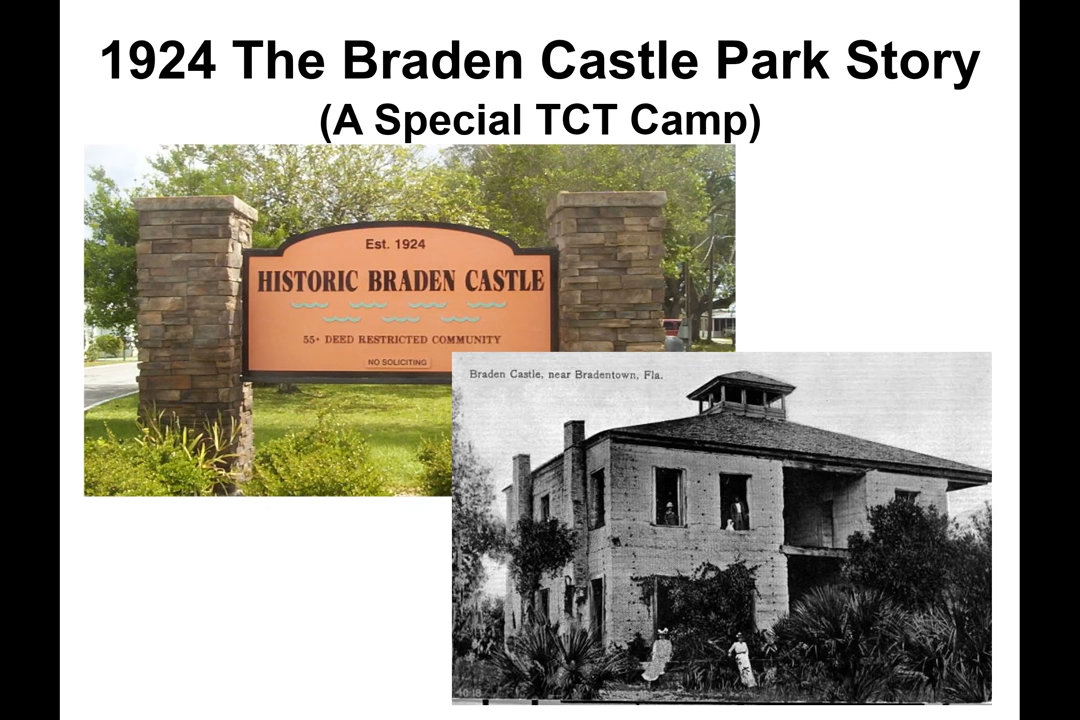 1924 The Braden Castle Park Story
(A Special TCT Camp)
Est. 1924
HISTORIC BRADEN CASTLE
55+ DEED RESTRICTED COMMUNITY
NO SOLICITING
Braden Castle, near Bradentown, Fla.